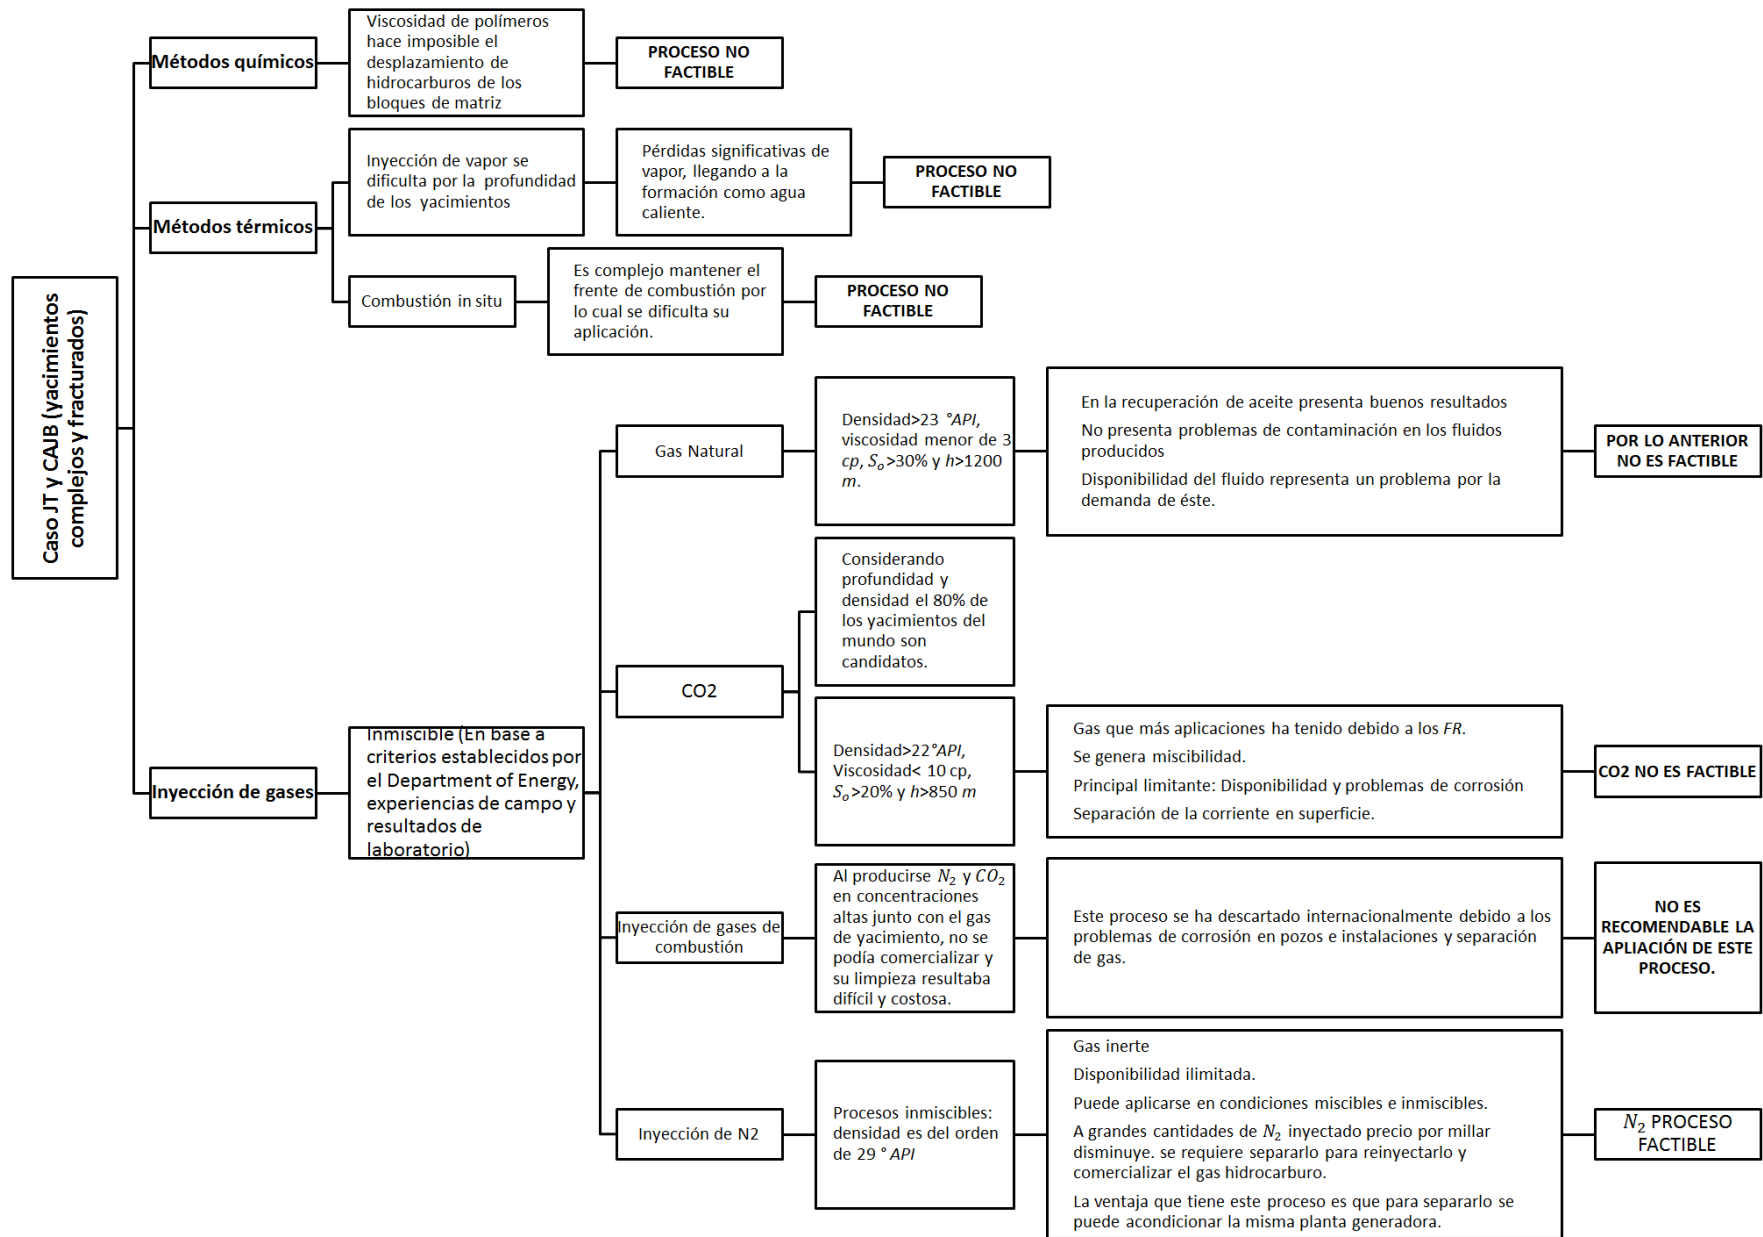 Caso JT y CAJB (yacimientos
complejos y fracturados)
Métodos químicos
Viscosidad de polímeros
hace imposible el
desplazamiento de
hidrocarburos de los
bloques de matriz
PROCESO NO
FACTIBLE
Métodos térmicos
Inyección de vapor se
dificulta por la profundidad
de los yacimientos
Pérdidas significativas de
vapor, llegando a la
formación como agua
caliente.
PROCESO NO
FACTIBLE
Combustión in situ
Es complejo mantener el
frente de combustión por
lo cual se dificulta su
aplicación.
PROCESO NO
FACTIBLE
Inyección de gases
Inmiscible (En base a
criterios establecidos por
el Department of Energy,
experiencias de campo y
resultados de
laboratorio)
Gas Natural
Densidad>23 °API,
viscosidad menor de 3
cp, Sₒ>30% y h>1200
m.
En la recuperación de aceite presenta buenos resultados
No presenta problemas de contaminación en los fluidos
producidos
Disponibilidad del fluido representa un problema por la
demanda de éste.
POR LO ANTERIOR
NO ES FACTIBLE
CO2
Considerando
profundidad y
densidad el 80% de
los yacimientos del
mundo son
candidatos.
Densidad>22°API,
Viscosidad< 10 cp,
Sₒ>20% y h>850 m
Gas que más aplicaciones ha tenido debido a los FR.
Se genera miscibilidad.
Principal limitante: Disponibilidad y problemas de corrosión
Separación de la corriente en superficie.
CO2 NO ES FACTIBLE
Inyección de gases de
combustión
Al producirse N₂ y CO₂
en concentraciones
altas junto con el gas
de yacimiento, no se
podía comercializar y
su limpieza resultaba
difícil y costosa.
Este proceso se ha descartado internacionalmente debido a los
problemas de corrosión en pozos e instalaciones y separación
de gas.
NO ES
RECOMENDABLE LA
APLIACIÓN DE ESTE
PROCESO.
Inyección de N2
Procesos inmiscibles:
densidad es del orden
de 29 ° API
Gas inerte
Disponibilidad ilimitada.
Puede aplicarse en condiciones miscibles e inmiscibles.
A grandes cantidades de N₂ inyectado precio por millar
disminuye. se requiere separarlo para reinyectarlo y
comercializar el gas hidrocarburo.
La ventaja que tiene este proceso es que para separarlo se
puede acondicionar la misma planta generadora.
N₂ PROCESO
FACTIBLE